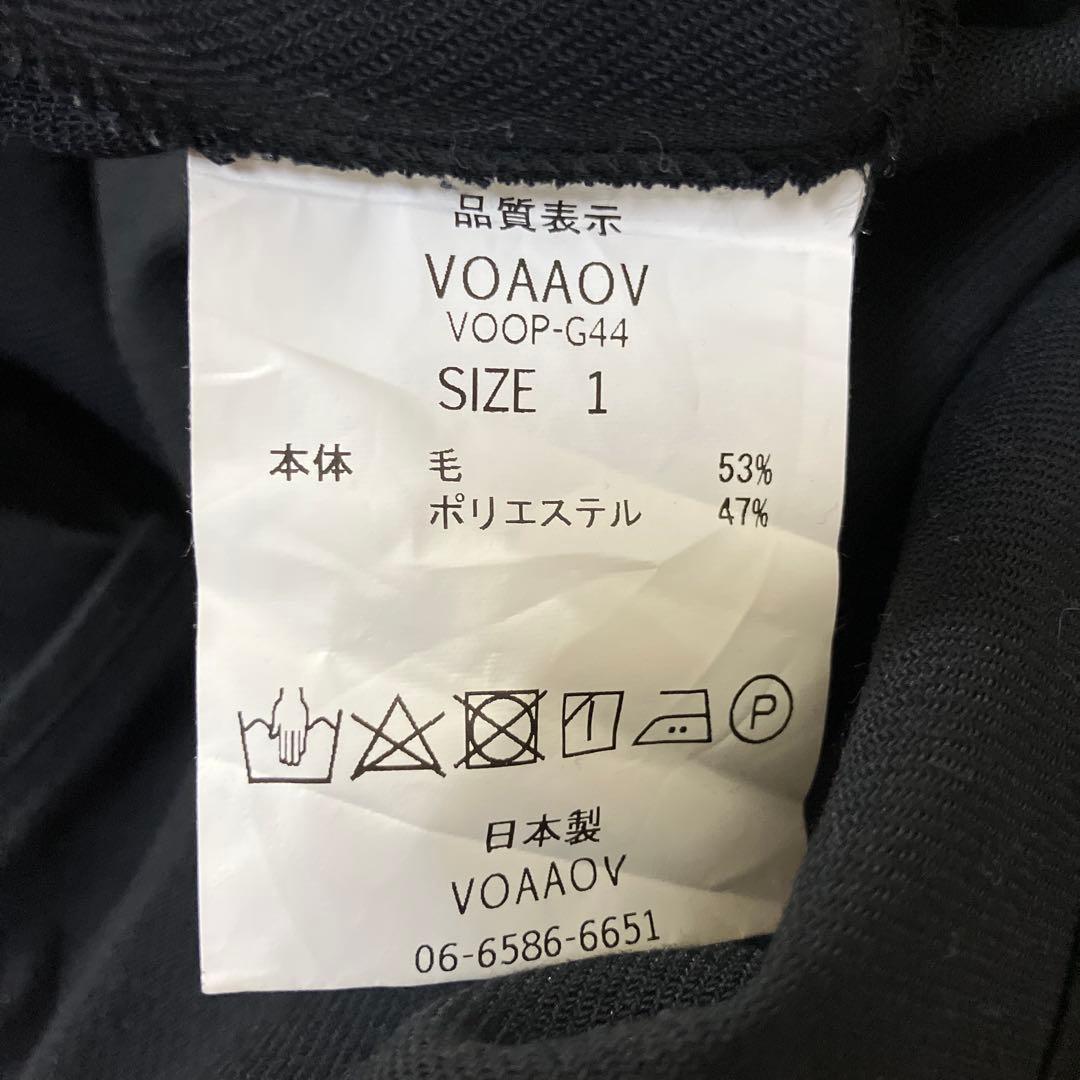 品質表示
VOAAOV
VOOP-G44
SIZE 1
本体 毛 53%
ポリエステル 47%
P
日本製
VOAAOV
06-6586-6651